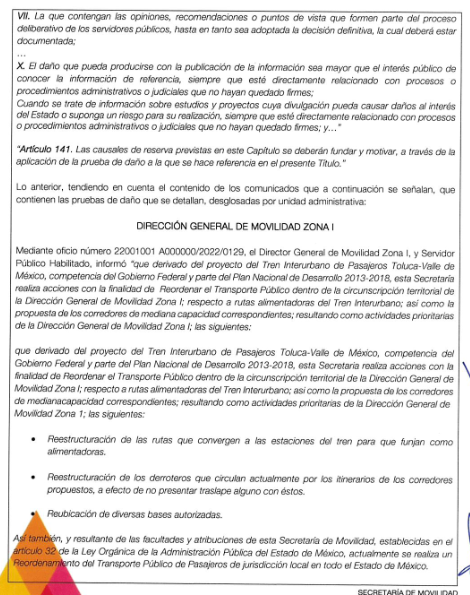 VII. La que contengan las opiniones, recomendaciones o puntos de vista que formen parte del proceso
deliberativo de los servidores públicos, hasta en tanto sea adoptada la decisión definitiva, la cual deberá estar
documentada;
...
X. El daño que pueda producirse con la publicación de la información sea mayor que el interés público de
conocer la información de referencia, siempre que esté directamente relacionado con procesos o
procedimientos administrativos o judiciales que no hayan quedado firmes;
Cuando se trate de información sobre estudios y proyectos cuya divulgación pueda causar daños al interés
del Estado o suponga un riesgo para su realización, siempre que esté directamente relacionado con procesos
o procedimientos administrativos o judiciales que no hayan quedado firmes; y..."
"Artículo 141. Las causales de reserva previstas en este Capítulo se deberán fundar y motivar, a través de la
aplicación de la prueba de daño a la que se hace referencia en el presente Título."
Lo anterior, tendiendo en cuenta el contenido de los comunicados que a continuación se señalan, que
contienen las pruebas de daño que se detallan, desglosadas por unidad administrativa:
DIRECCIÓN GENERAL DE MOVILIDAD ZONA I
Mediante oficio número 22001001 A000000/2022/0129, el Director General de Movilidad Zona I, y Servidor
Público Habilitado, informó "que derivado del proyecto del Tren Interurbano de Pasajeros Toluca-Valle de
México, competencia del Gobierno Federal y parte del Plan Nacional de Desarrollo 2013-2018, esta Secretaría
realiza acciones con la finalidad de Reordenar el Transporte Público dentro de la circunscripción territorial de
la Dirección General de Movilidad Zona I; respecto a rutas alimentadoras del Tren Interurbano; así como la
propuesta de los corredores de mediana capacidad correspondientes; resultando como actividades prioritarias
de la Dirección General de Movilidad Zona I; las siguientes:
que derivado del proyecto del Tren Interurbano de Pasajeros Toluca-Valle de México, competencia del
Gobierno Federal y parte del Plan Nacional de Desarrollo 2013-2018, esta Secretaría realiza acciones con la
finalidad de Reordenar el Transporte Público dentro de la circunscripción territorial de la Dirección General de
Movilidad Zona I; respecto a rutas alimentadoras del Tren Interurbano; así como la propuesta de los corredores
de medianacapacidad correspondientes; resultando como actividades prioritarias de la Dirección General de
Movilidad Zona 1; las siguientes:
• Reestructuración de las rutas que convergen a las estaciones del tren para que funjan como
alimentadoras.
• Reestructuración de los derroteros que circulan actualmente por los itinerarios de los corredores
propuestos, a efecto de no presentar traslape alguno con éstos.
• Reubicación de diversas bases autorizadas.
Así también, y resultante de las facultades y atribuciones de esta Secretaría de Movilidad, establecidas en el
artículo 32 de la Ley Orgánica de la Administración Pública del Estado de México, actualmente se realiza un
Reordenamiento del Transporte Público de Pasajeros de jurisdicción local en todo el Estado de México.
SECRETARÍA DE MOVILIDAD